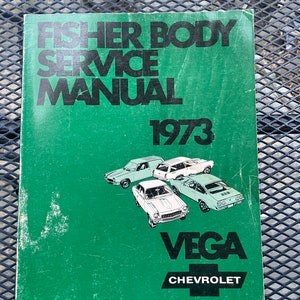 FISHER BODY
SERVICE
MANUAL
1973
VEGA
CHEVROLET